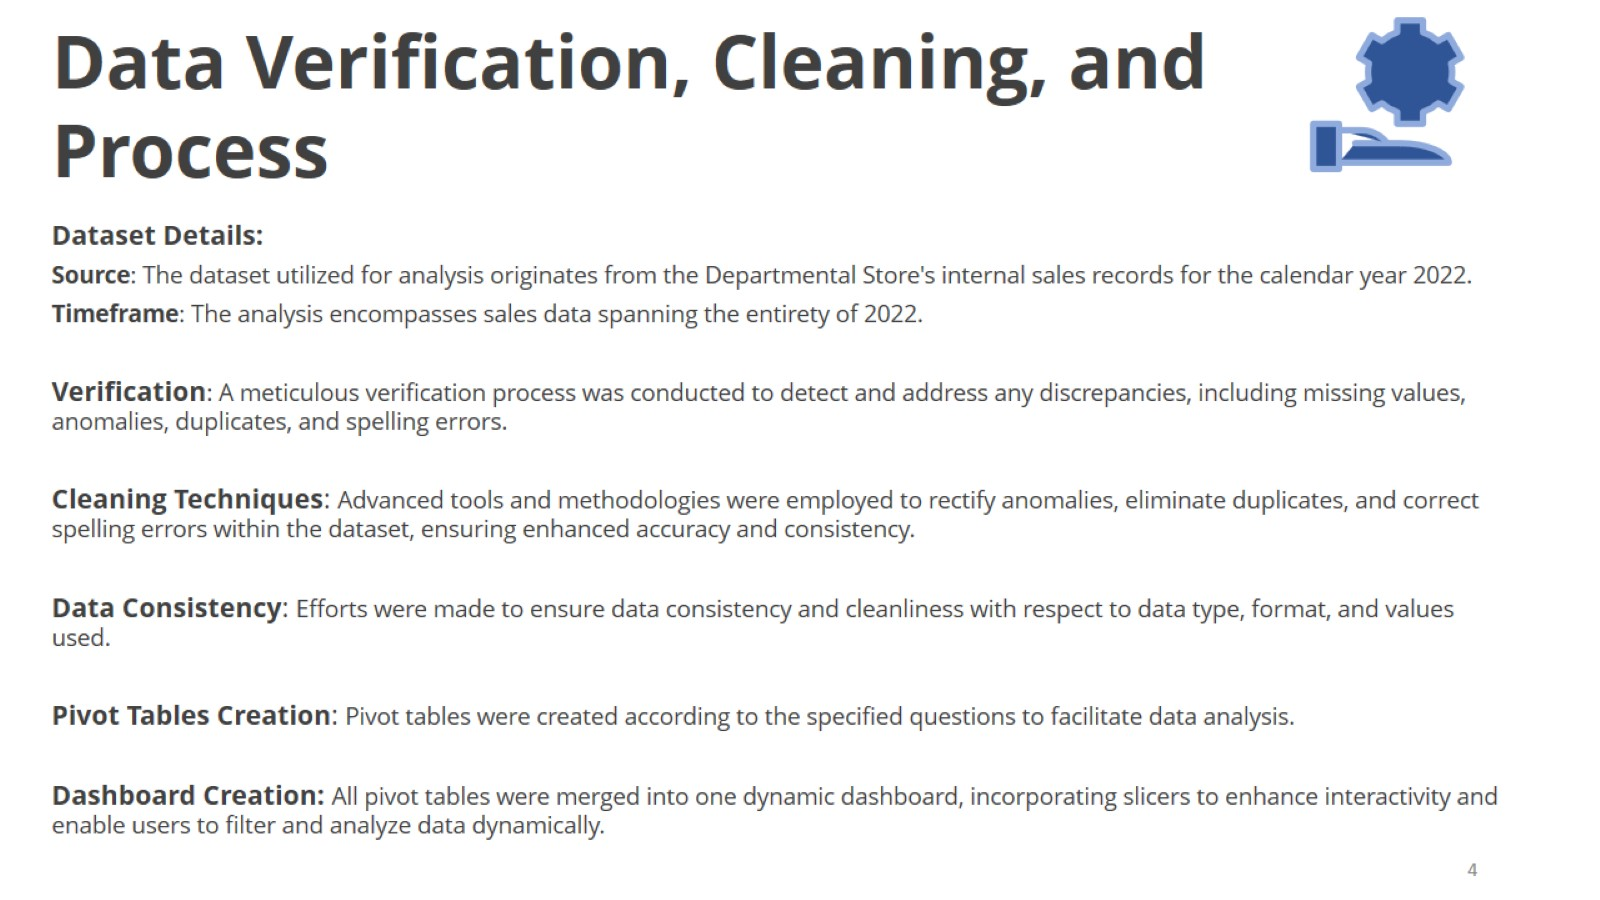 Data Verification, Cleaning, and
Process
Dataset Details:
Source: The dataset utilized for analysis originates from the Departmental Store's internal sales records for the calendar year 2022.
Timeframe: The analysis encompasses sales data spanning the entirety of 2022.
Verification: A meticulous verification process was conducted to detect and address any discrepancies, including missing values,
anomalies, duplicates, and spelling errors.
Cleaning Techniques: Advanced tools and methodologies were employed to rectify anomalies, eliminate duplicates, and correct
spelling errors within the dataset, ensuring enhanced accuracy and consistency.
Data Consistency: Efforts were made to ensure data consistency and cleanliness with respect to data type, format, and values
used.
Pivot Tables Creation: Pivot tables were created according to the specified questions to facilitate data analysis.
Dashboard Creation: All pivot tables were merged into one dynamic dashboard, incorporating slicers to enhance interactivity and
enable users to filter and analyze data dynamically.
4